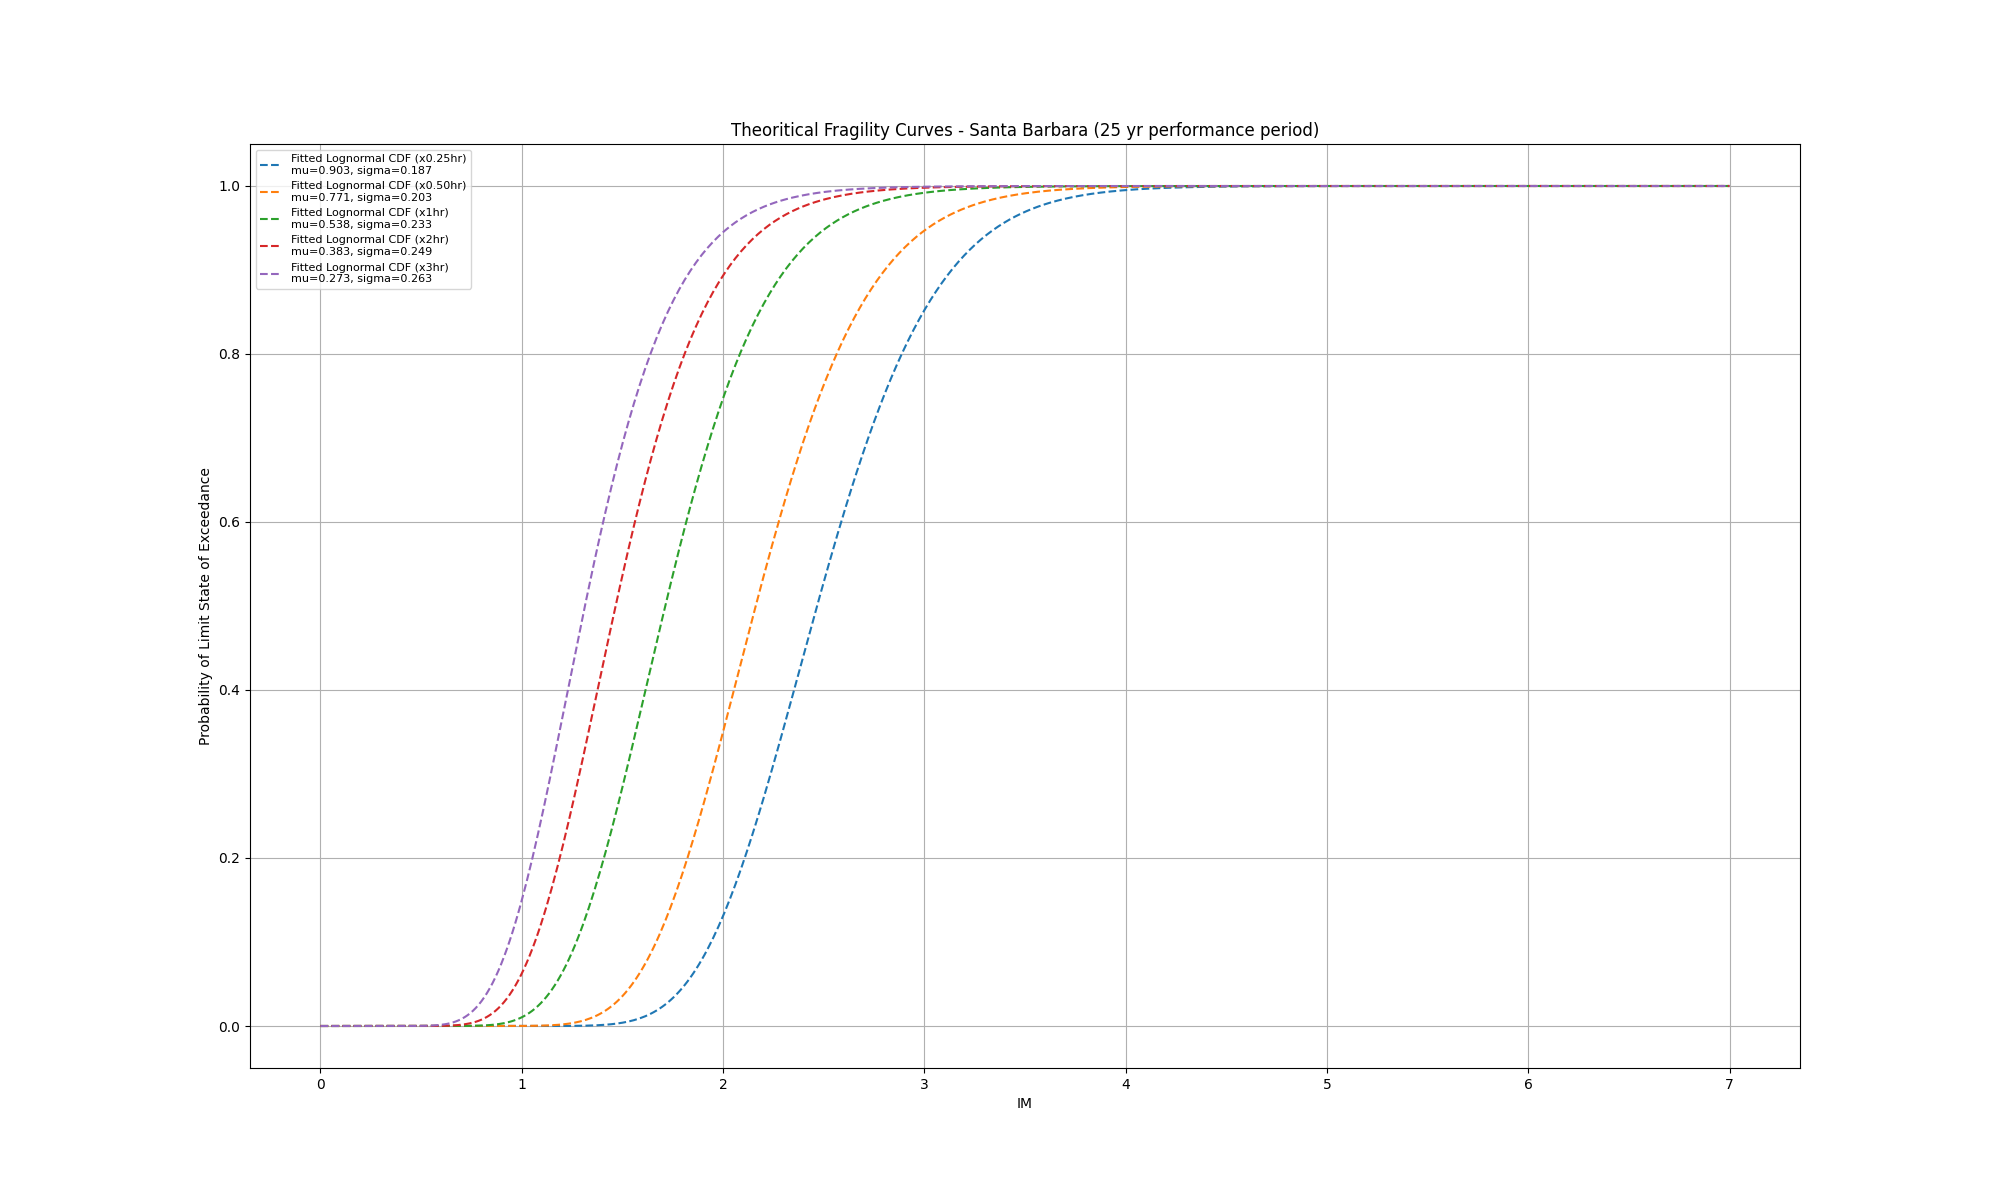 Theoritical Fragility Curves - Santa Barbara (25 yr performance period)
Fitted Lognormal CDF (x0.25hr)
mu=0.903, sigma=0.187
Fitted Lognormal CDF (x0.50hr)
mu=0.771, sigma=0.203
Fitted Lognormal CDF (x1hr)
mu=0.538, sigma=0.233
Fitted Lognormal CDF (x2hr)
mu=0.383, sigma=0.249
Fitted Lognormal CDF (x3hr)
mu=0.273, sigma=0.263
Probability of Limit State of Exceedance
1.0
0.8
0.6
0.4
0.2
0.0
0 1 2 3 4 5 6 7
IM